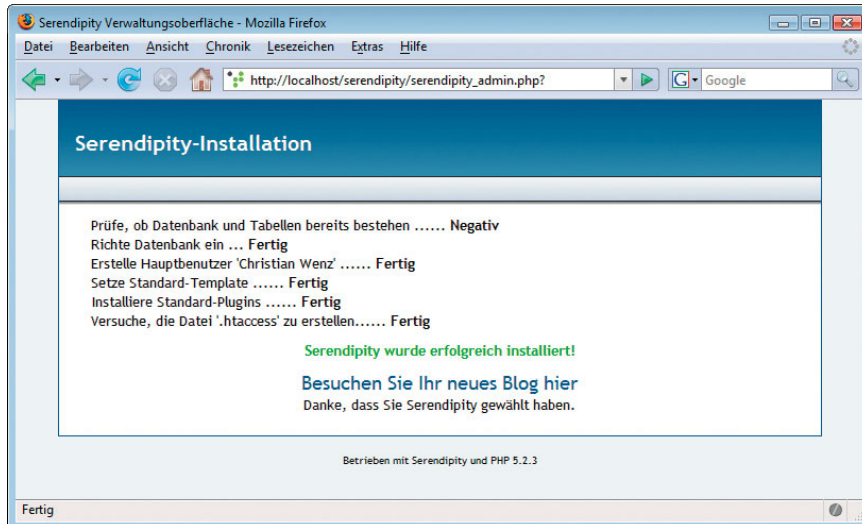 Serendipity Verwaltungsoberfläche - Mozilla Firefox
Datei Bearbeiten Ansicht Chronik Lesezeichen Extras Hilfe
http://localhost/serendipity/serendipity_admin.php?
G Google
Serendipity-Installation
Prüfe, ob Datenbank und Tabellen bereits bestehen ...... Negativ
Richte Datenbank ein ... Fertig
Erstelle Hauptbenutzer 'Christian Wenz' ...... Fertig
Setze Standard-Template ...... Fertig
Installiere Standard-Plugins ...... Fertig
Versuche, die Datei '.htaccess' zu erstellen...... Fertig
Serendipity wurde erfolgreich installiert!
Besuchen Sie Ihr neues Blog hier
Danke, dass Sie Serendipity gewählt haben.
Betrieben mit Serendipity und PHP 5.2.3
Fertig